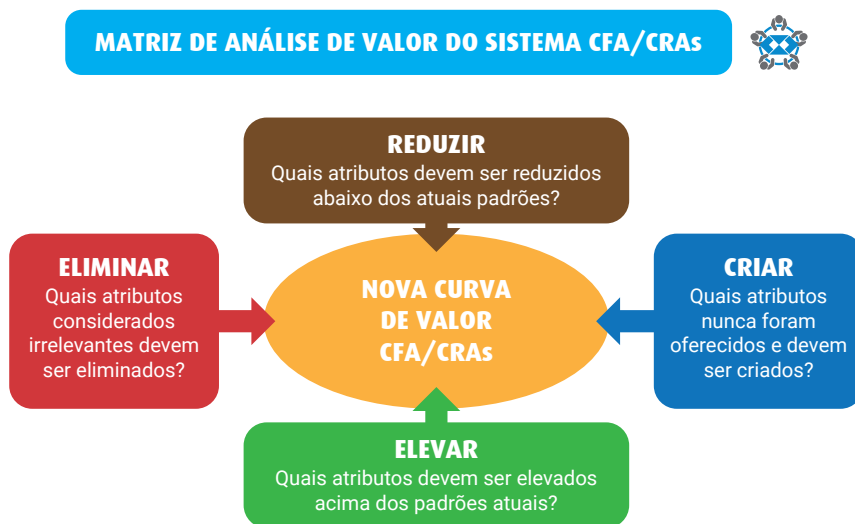 MATRIZ DE ANÁLISE DE VALOR DO SISTEMA CFA/CRAs
REDUZIR
Quais atributos devem ser reduzidos
abaixo dos atuais padrões?
ELIMINAR
Quais atributos
considerados
irrelevantes devem
ser eliminados?
NOVA CURVA
DE VALOR
CFA/CRAs
CRIAR
Quais atributos
nunca foram
oferecidos e devem
ser criados?
ELEVAR
Quais atributos devem ser elevados
acima dos padrões atuais?